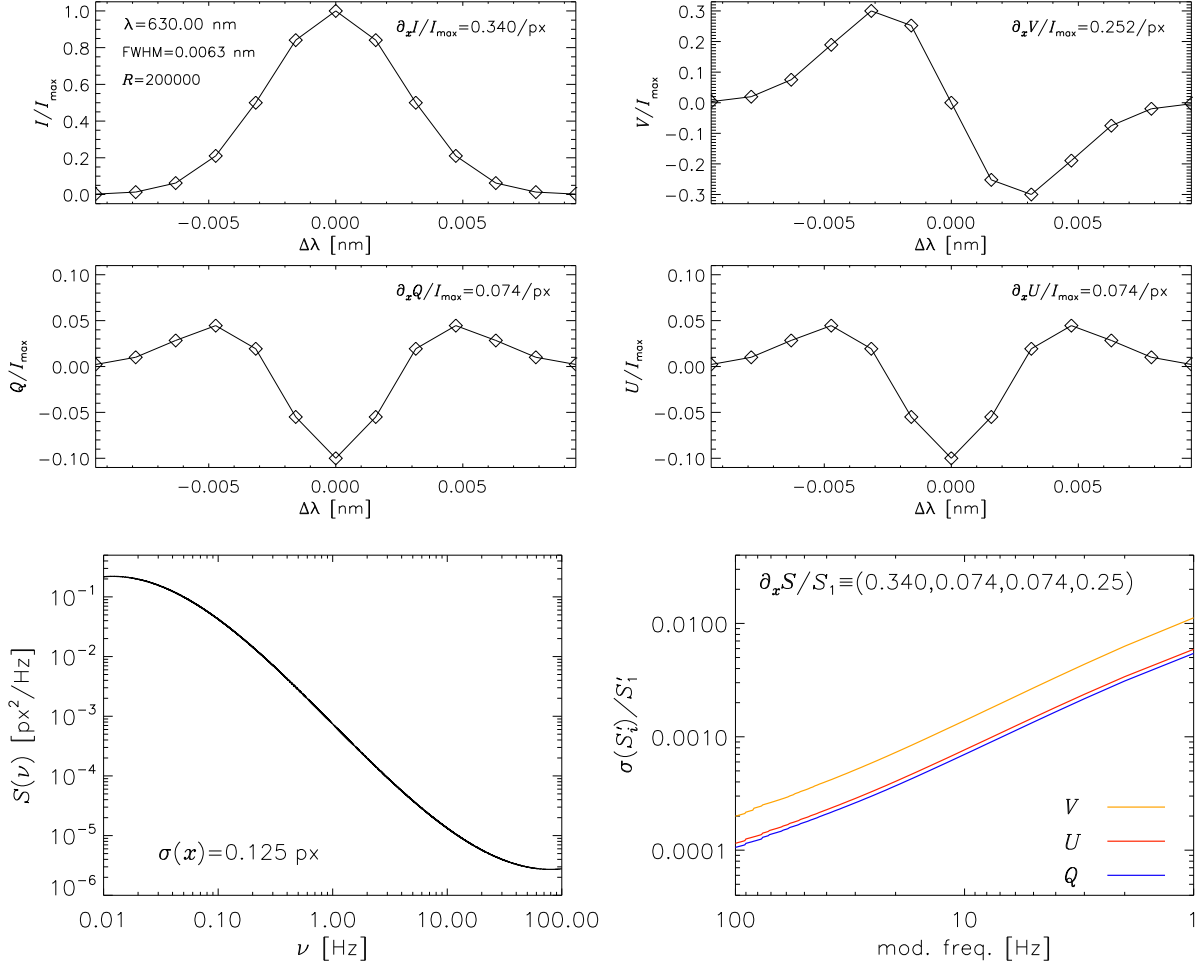 λ=630.00 nm
FWHM=0.0063 nm
R=200000
∂ₓI/I_max=0.340/px
I/I_max
1.0
0.8
0.6
0.4
0.2
0.0
−0.005 0.000 0.005
Δλ [nm]
∂ₓV/I_max=0.252/px
V/I_max
0.3
0.2
0.1
0.0
-0.1
-0.2
-0.3
−0.005 0.000 0.005
Δλ [nm]
∂ₓQ/I_max=0.074/px
Q/I_max
0.10
0.05
0.00
−0.05
−0.10
−0.005 0.000 0.005
Δλ [nm]
∂ₓU/I_max=0.074/px
U/I_max
0.10
0.05
0.00
−0.05
−0.10
−0.005 0.000 0.005
Δλ [nm]
S(ν) [px²/Hz]
10⁻¹
10⁻²
10⁻³
10⁻⁴
10⁻⁵
10⁻⁶
σ(x)=0.125 px
0.01 0.10 1.00 10.00 100.00
ν [Hz]
∂ₓS/S₁≡(0.340,0.074,0.074,0.25)
σ(S'ᵢ)/S'₁
0.0100
0.0010
0.0001
V
U
Q
100 10 1
mod. freq. [Hz]